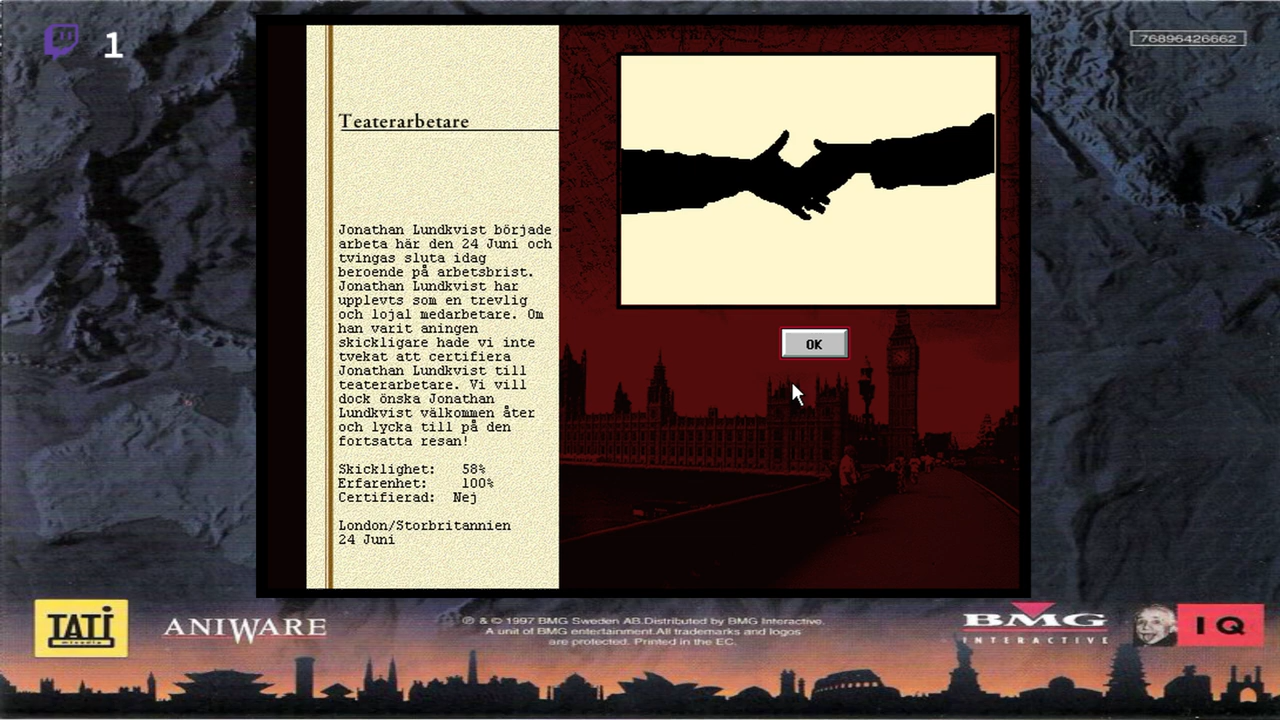 1
76896426662
Teaterarbetare
Jonathan Lundkvist började
arbeta här den 24 Juni och
tvingas sluta idag
beroende på arbetsbrist.
Jonathan Lundkvist har
upplevts som en trevlig
och lojal medarbetare. Om
han varit aningen
skickligare hade vi inte
tvekat att certifiera
Jonathan Lundkvist till
teaterarbetare. Vi vill
dock önska Jonathan
Lundkvist välkommen åter
och lycka till på den
fortsatta resan!
Skicklighet: 58%
Erfarenhet: 100%
Certifierad: Nej
London/Storbritannien
24 Juni
OK
TATi
ANIWARE
℗ & © 1997 BMG Sweden AB.Distributed by BMG Interactive.
A unit of BMG entertainment.All trademarks and logos
are protected. Printed in the EC.
BMG
INTERACTIVE
IQ